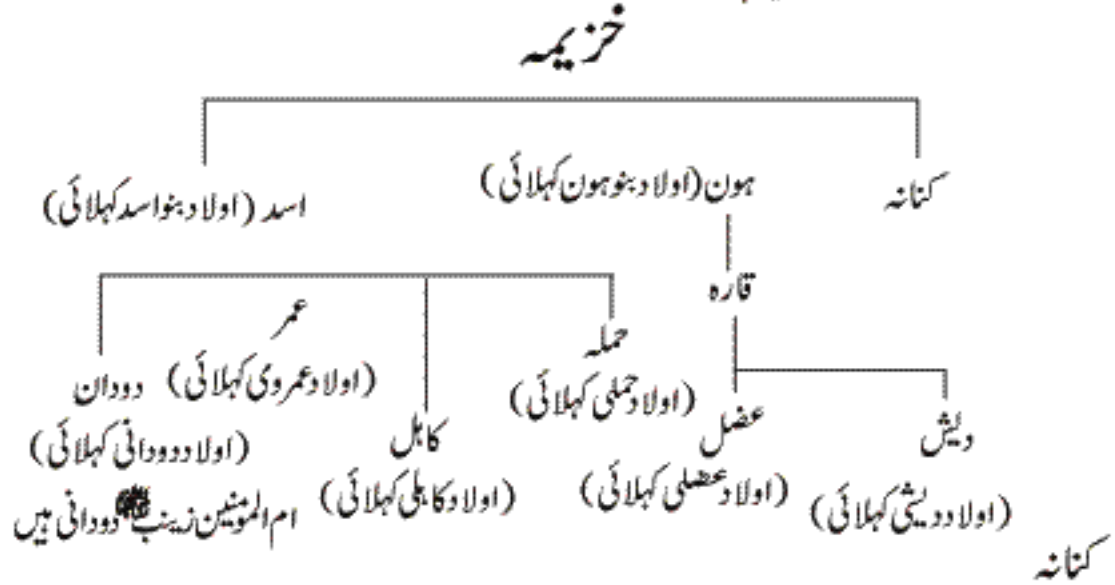 خزیمہ
کنانہ
ہون (اولاد بنو ہون کہلائی)
اسد (اولاد بنو اسد کہلائی)
قارہ
دیش
(اولاد دیشی کہلائی)
عضل
(اولاد عضلی کہلائی)
حملہ
(اولاد حملی کہلائی)
کاہل
(اولاد کاہلی کہلائی)
عمر
(اولاد عمروی کہلائی)
دودان
(اولاد دودانی کہلائی)
ام المومنین زینب دودانی ہیں
کنانہ